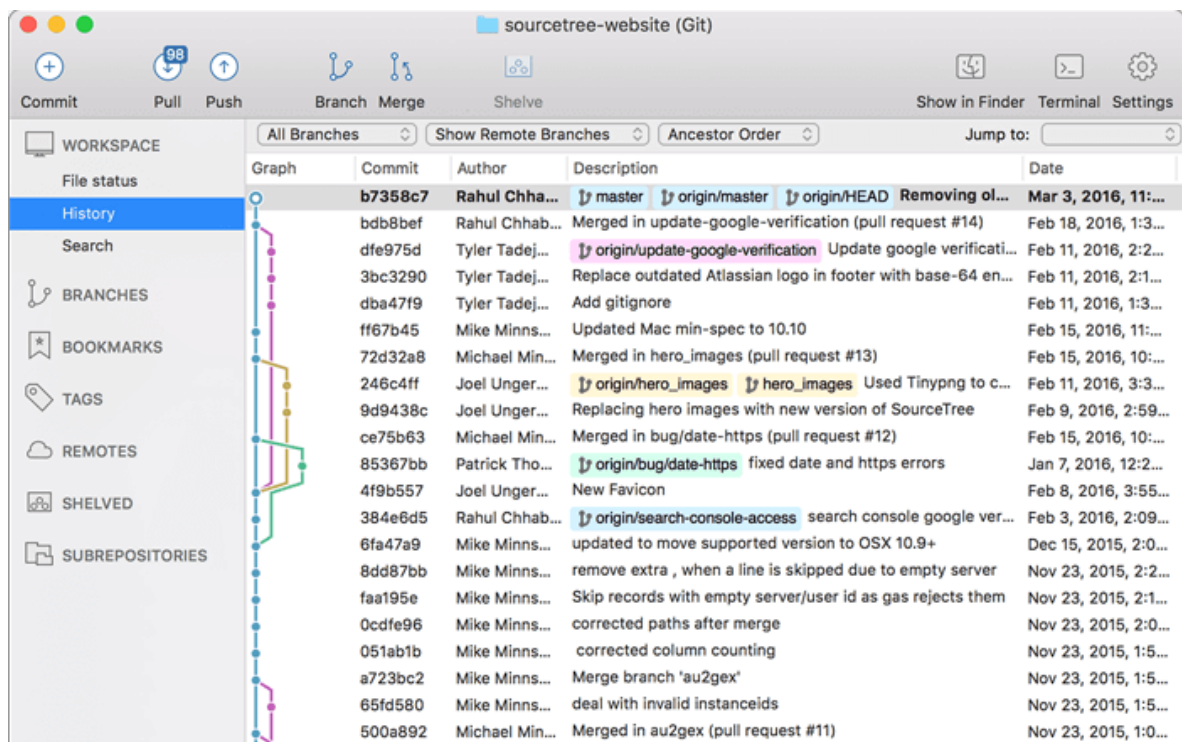 sourcetree-website (Git)
98
Commit Pull Push Branch Merge Shelve Show in Finder Terminal Settings
WORKSPACE
File status
History
Search
BRANCHES
BOOKMARKS
TAGS
REMOTES
SHELVED
SUBREPOSITORIES
All Branches Show Remote Branches Ancestor Order Jump to:
Graph Commit Author Description Date
b7358c7 Rahul Chha... master origin/master origin/HEAD Removing ol... Mar 3, 2016, 11:...
bdb8bef Rahul Chhab... Merged in update-google-verification (pull request #14) Feb 18, 2016, 1:3...
dfe975d Tyler Tadej... origin/update-google-verification Update google verificati... Feb 11, 2016, 2:2...
3bc3290 Tyler Tadej... Replace outdated Atlassian logo in footer with base-64 en... Feb 11, 2016, 2:1...
dba47f9 Tyler Tadej... Add gitignore Feb 11, 2016, 1:3...
ff67b45 Mike Minns... Updated Mac min-spec to 10.10 Feb 15, 2016, 11:...
72d32a8 Michael Min... Merged in hero_images (pull request #13) Feb 15, 2016, 10:...
246c4ff Joel Unger... origin/hero_images hero_images Used Tinypng to c... Feb 11, 2016, 3:3...
9d9438c Joel Unger... Replacing hero images with new version of SourceTree Feb 9, 2016, 2:59...
ce75b63 Michael Min... Merged in bug/date-https (pull request #12) Feb 15, 2016, 10:...
85367bb Patrick Tho... origin/bug/date-https fixed date and https errors Jan 7, 2016, 12:2...
4f9b557 Joel Unger... New Favicon Feb 8, 2016, 3:55...
384e6d5 Rahul Chhab... origin/search-console-access search console google ver... Feb 3, 2016, 2:09...
6fa47a9 Mike Minns... updated to move supported version to OSX 10.9+ Dec 15, 2015, 2:0...
8dd87bb Mike Minns... remove extra , when a line is skipped due to empty server Nov 23, 2015, 2:2...
faa195e Mike Minns... Skip records with empty server/user id as gas rejects them Nov 23, 2015, 2:1...
0cdfe96 Mike Minns... corrected paths after merge Nov 23, 2015, 2:0...
051ab1b Mike Minns... corrected column counting Nov 23, 2015, 1:5...
a723bc2 Mike Minns... Merge branch 'au2gex' Nov 23, 2015, 1:5...
65fd580 Mike Minns... deal with invalid instanceids Nov 23, 2015, 1:5...
500a892 Michael Min... Merged in au2gex (pull request #11) Nov 23, 2015, 1:0...